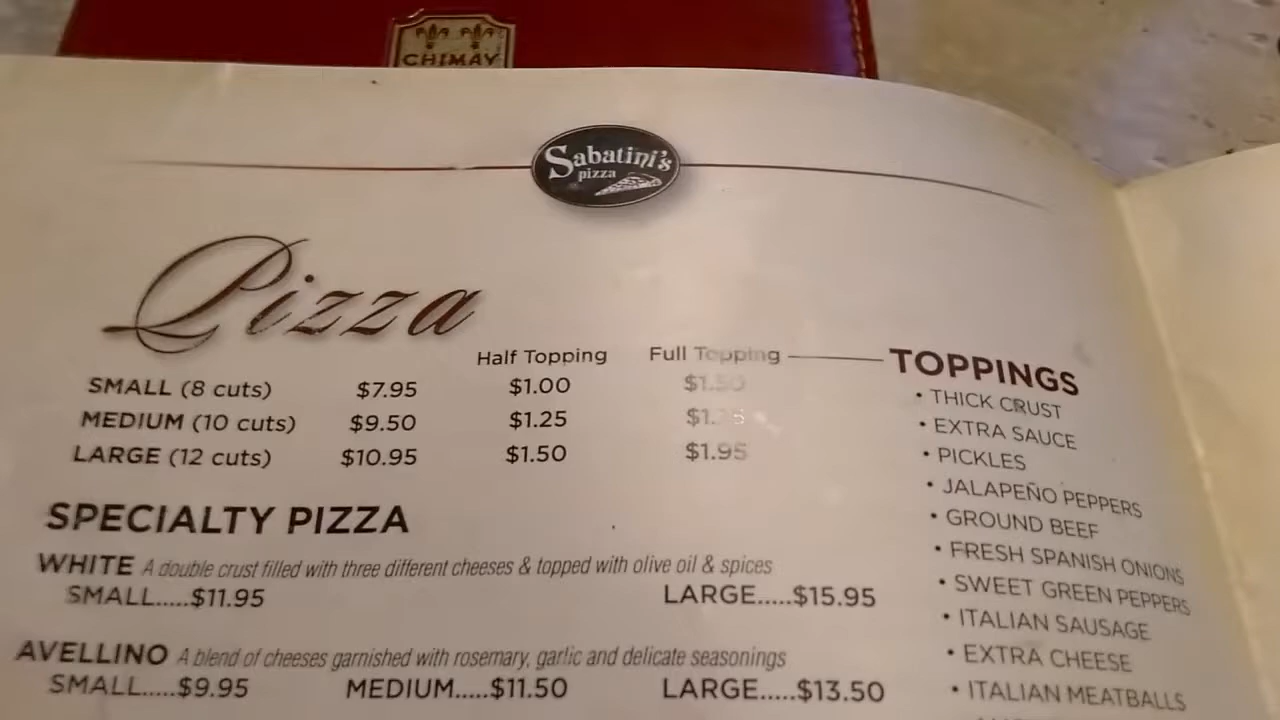 CHIMAY
Sabatini's
pizza
Pizza
Half Topping Full Topping
SMALL (8 cuts) $7.95 $1.00 $1.50
MEDIUM (10 cuts) $9.50 $1.25
LARGE (12 cuts) $10.95 $1.50 $1.95
TOPPINGS
• THICK CRUST
• EXTRA SAUCE
• PICKLES
• JALAPEÑO PEPPERS
• GROUND BEEF
• FRESH SPANISH ONIONS
• SWEET GREEN PEPPERS
• ITALIAN SAUSAGE
• EXTRA CHEESE
• ITALIAN MEATBALLS
SPECIALTY PIZZA
WHITE A double crust filled with three different cheeses & topped with olive oil & spices
SMALL.....$11.95 LARGE.....$15.95
AVELLINO A blend of cheeses garnished with rosemary, garlic and delicate seasonings
SMALL.....$9.95 MEDIUM.....$11.50 LARGE.....$13.50